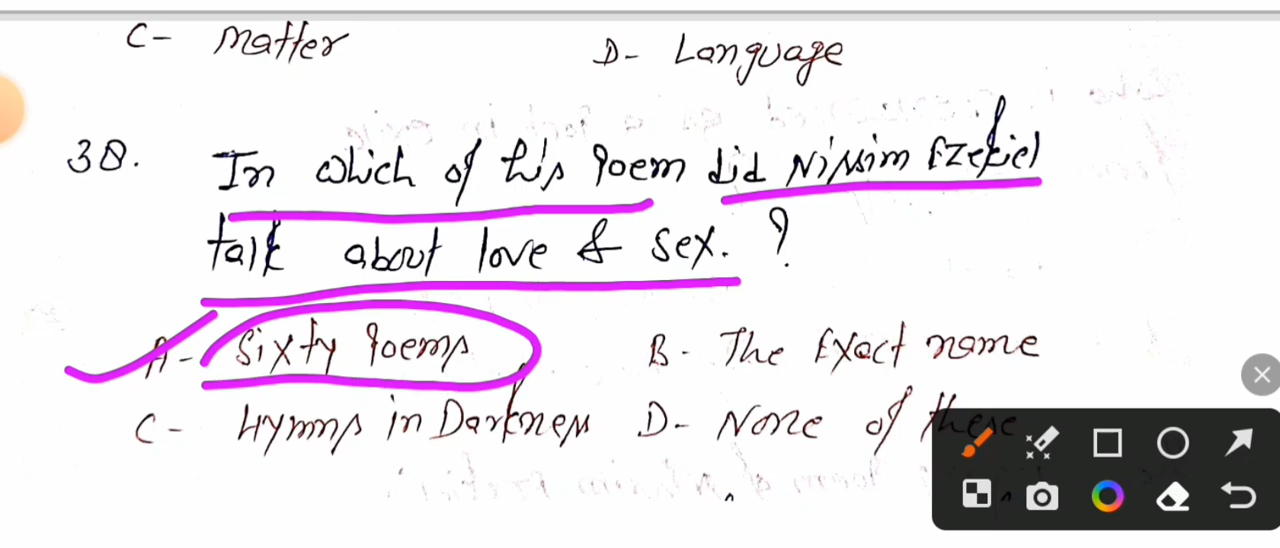 C- Matter
D- Language
38. In which of his Poem did Nissim Ezekiel
talk about love & sex. ?
A- Sixty Poems
B- The Exact name
C- Hymns in Darkness
D- None of these